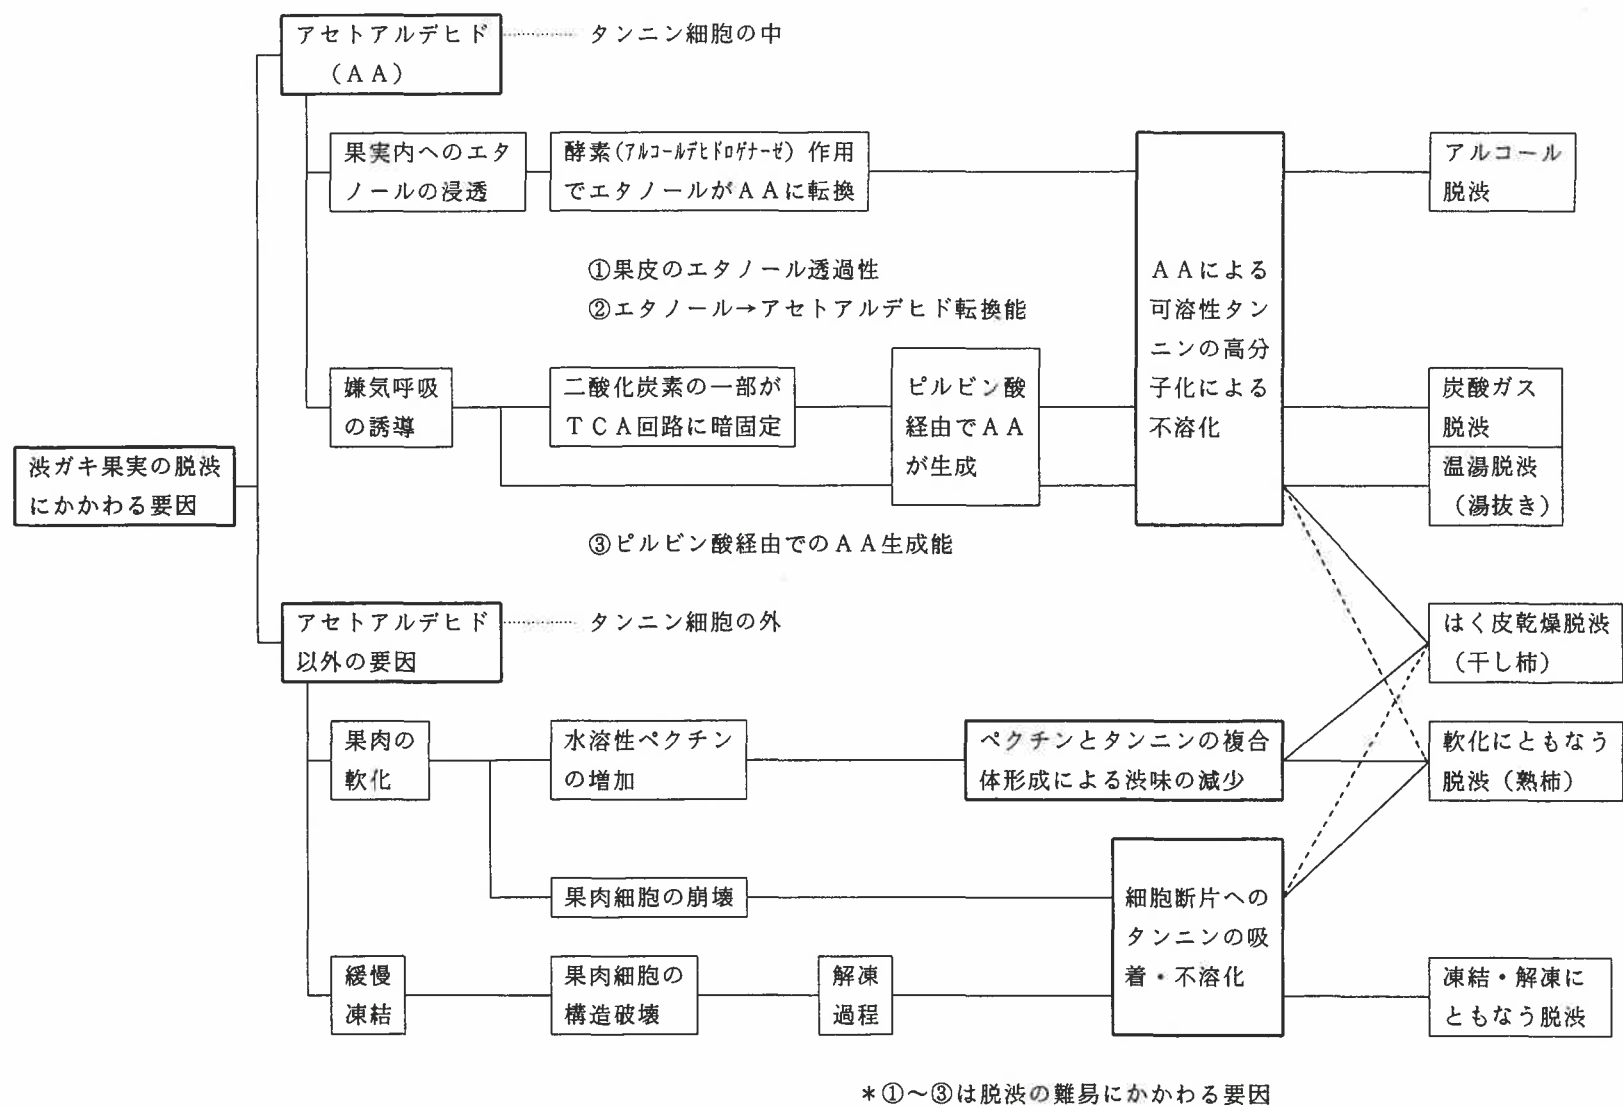 アセトアルデヒド
(AA)
タンニン細胞の中
果実内へのエタ
ノールの浸透
酵素(アルコールデヒドロゲナーゼ)作用
でエタノールがAAに転換
アルコール
脱渋
①果皮のエタノール透過性
②エタノール→アセトアルデヒド転換能
AAによる
可溶性タン
ニンの高分
子化による
不溶化
嫌気呼吸
の誘導
二酸化炭素の一部が
TCA回路に暗固定
ピルビン酸
経由でAA
が生成
炭酸ガス
脱渋
温湯脱渋
(湯抜き)
渋ガキ果実の脱渋
にかかわる要因
③ピルビン酸経由でのAA生成能
アセトアルデヒド
以外の要因
タンニン細胞の外
はく皮乾燥脱渋
(干し柿)
果肉の
軟化
水溶性ペクチン
の増加
ペクチンとタンニンの複合
体形成による渋味の減少
軟化にともなう
脱渋(熟柿)
果肉細胞の崩壊
細胞断片への
タンニンの吸
着・不溶化
緩慢
凍結
果肉細胞の
構造破壊
解凍
過程
凍結・解凍に
ともなう脱渋
*①~③は脱渋の難易にかかわる要因